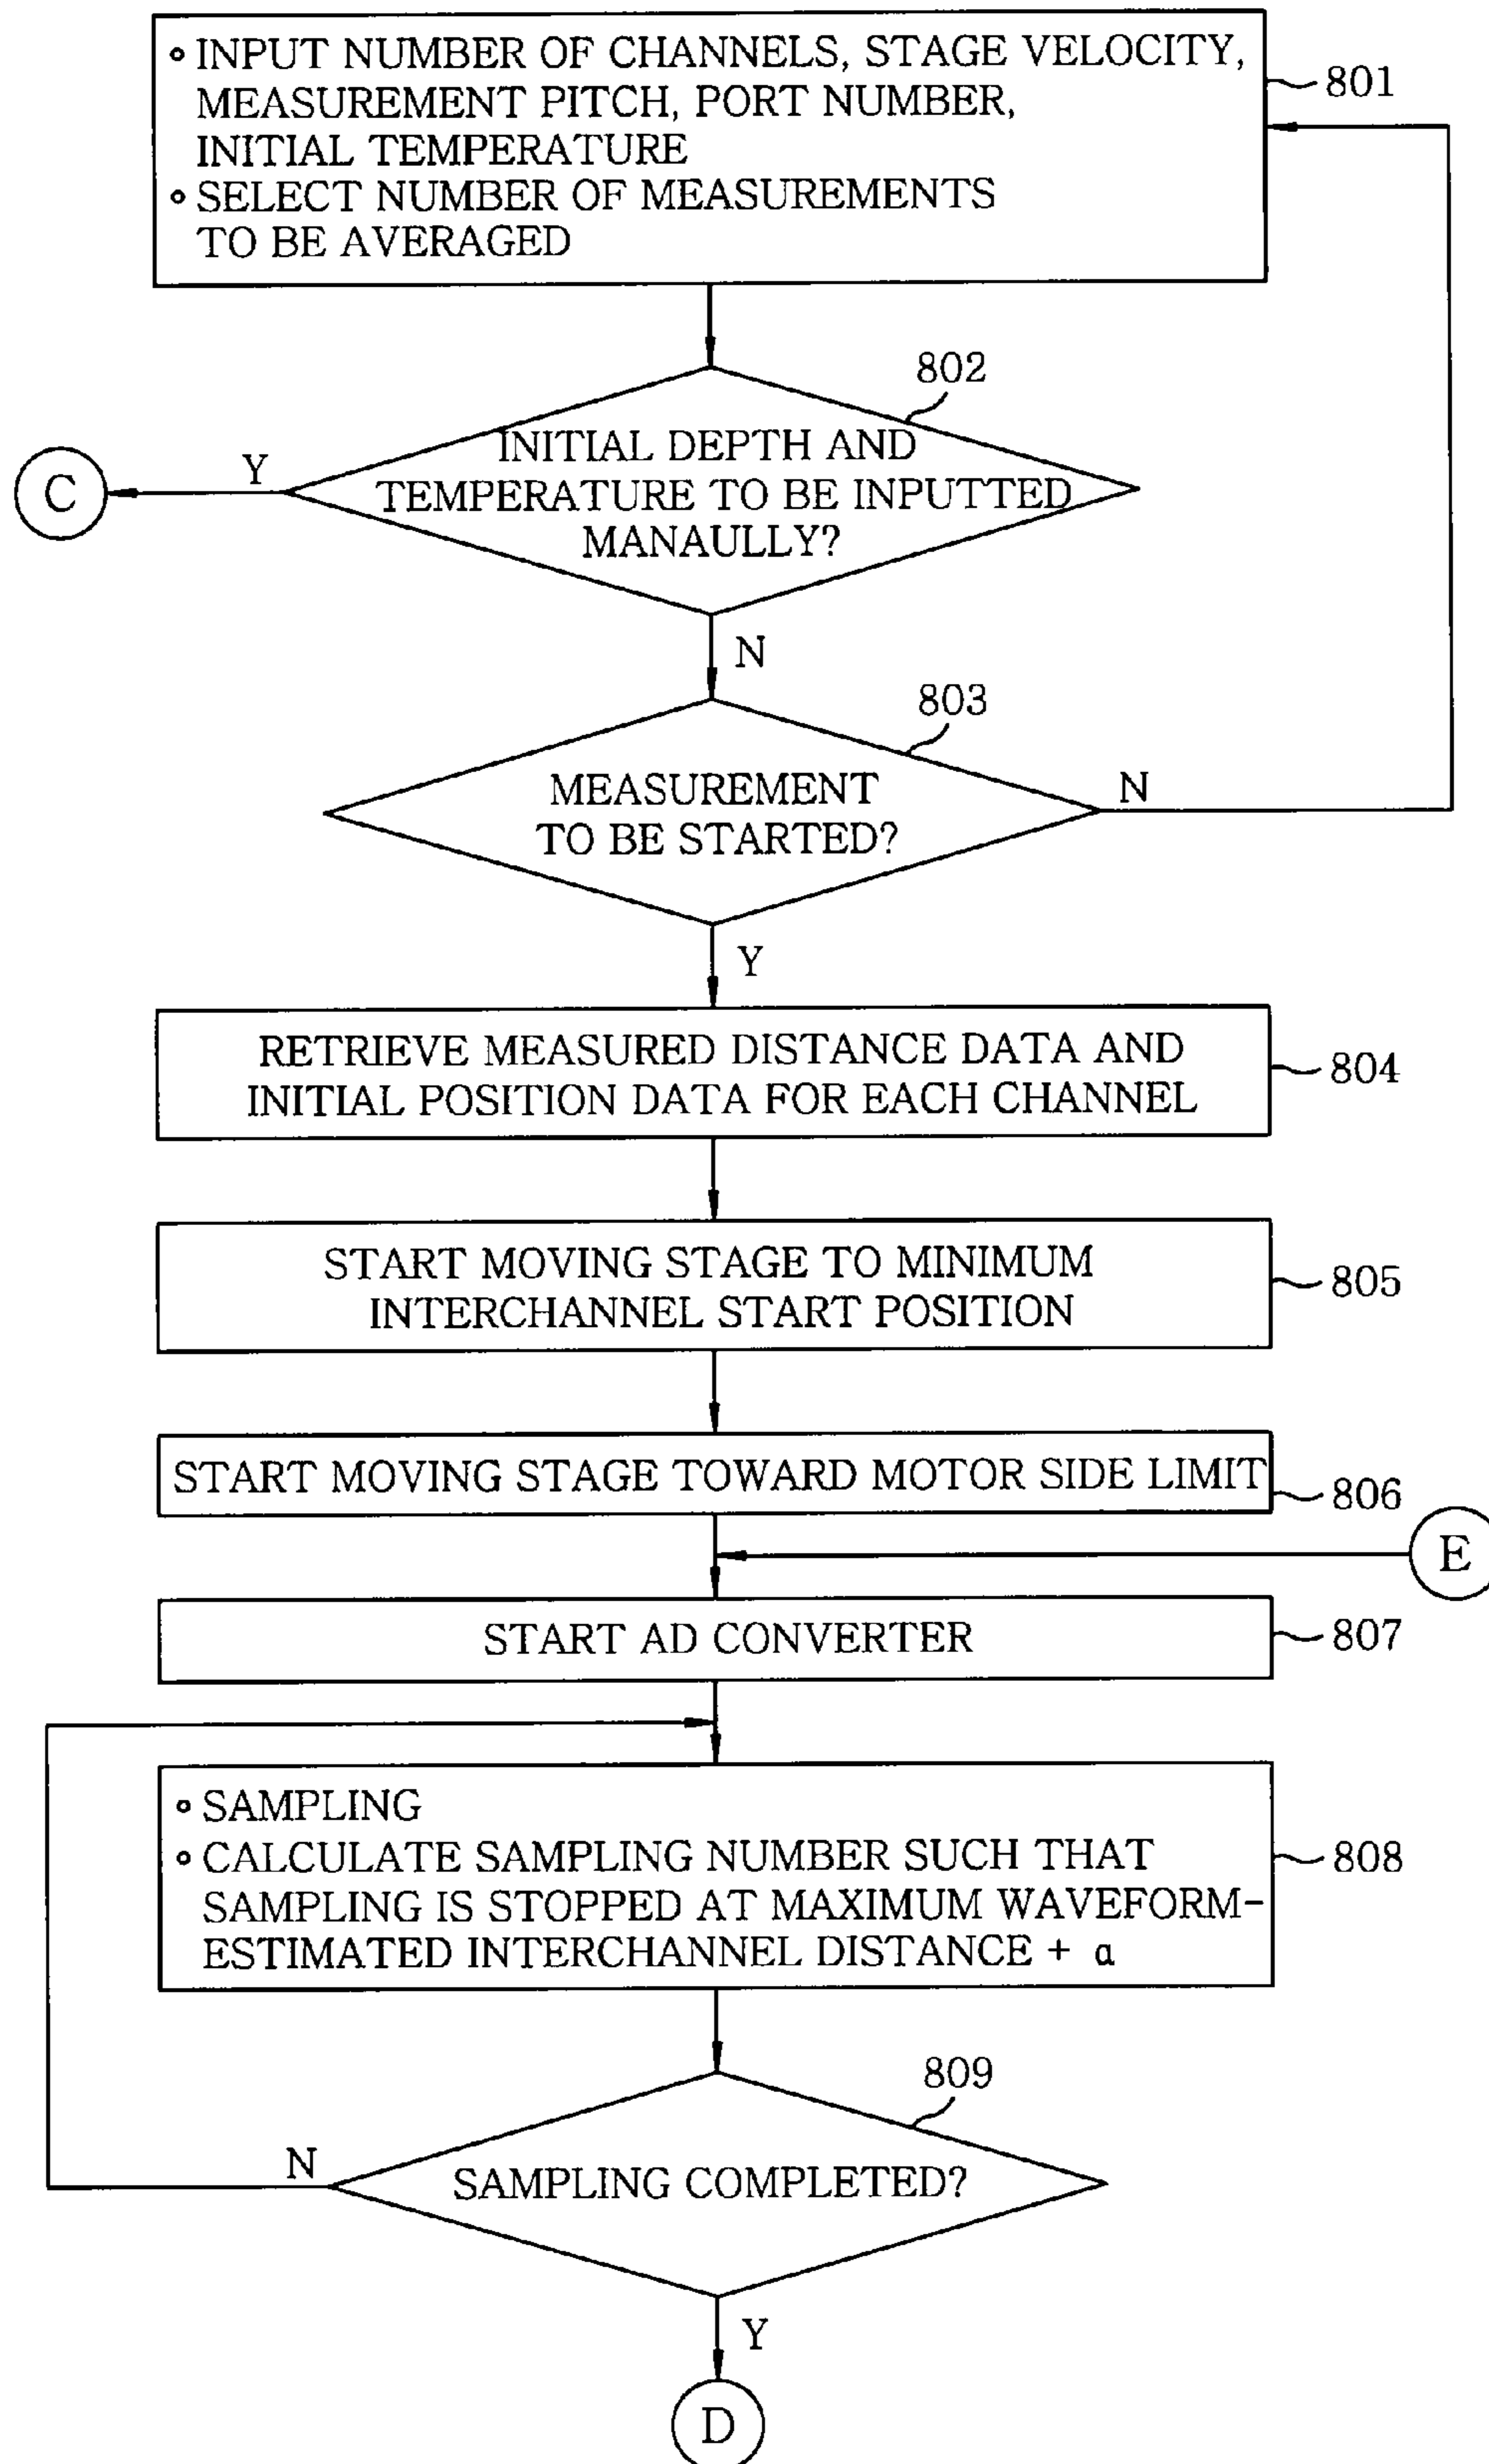 ∘ INPUT NUMBER OF CHANNELS, STAGE VELOCITY,
MEASUREMENT PITCH, PORT NUMBER,
INITIAL TEMPERATURE
∘ SELECT NUMBER OF MEASUREMENTS
TO BE AVERAGED
801
802
INITIAL DEPTH AND
TEMPERATURE TO BE INPUTTED
MANAULLY?
Y
C
N
803
MEASUREMENT
TO BE STARTED?
N
Y
RETRIEVE MEASURED DISTANCE DATA AND
INITIAL POSITION DATA FOR EACH CHANNEL
804
START MOVING STAGE TO MINIMUM
INTERCHANNEL START POSITION
805
START MOVING STAGE TOWARD MOTOR SIDE LIMIT
806
E
START AD CONVERTER
807
∘ SAMPLING
∘ CALCULATE SAMPLING NUMBER SUCH THAT
SAMPLING IS STOPPED AT MAXIMUM WAVEFORM-
ESTIMATED INTERCHANNEL DISTANCE + α
808
809
SAMPLING COMPLETED?
N
Y
D